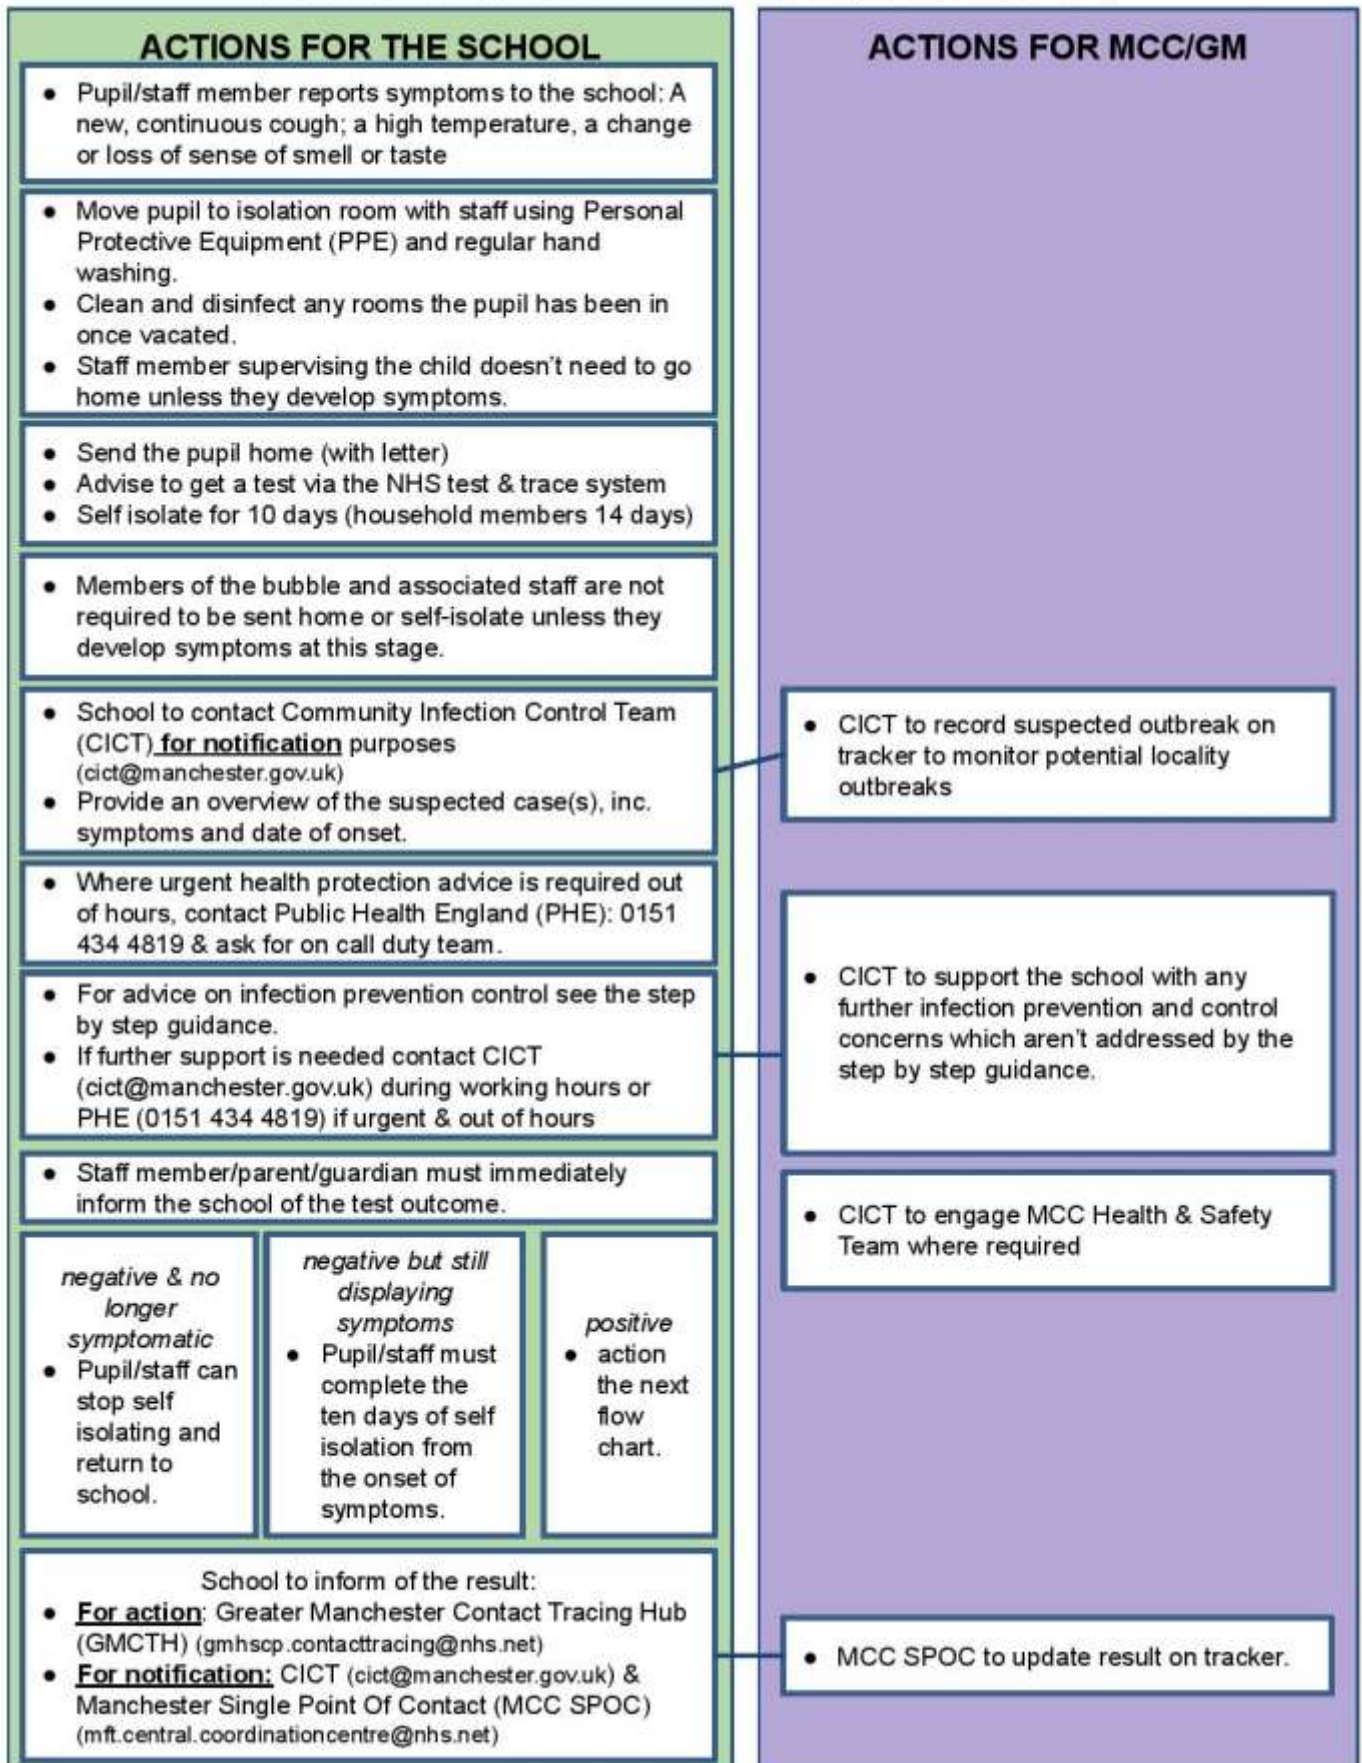 ACTIONS FOR THE SCHOOL
● Pupil/staff member reports symptoms to the school: A
new, continuous cough; a high temperature, a change
or loss of sense of smell or taste
● Move pupil to isolation room with staff using Personal
Protective Equipment (PPE) and regular hand
washing.
● Clean and disinfect any rooms the pupil has been in
once vacated.
● Staff member supervising the child doesn't need to go
home unless they develop symptoms.
● Send the pupil home (with letter)
● Advise to get a test via the NHS test & trace system
● Self isolate for 10 days (household members 14 days)
● Members of the bubble and associated staff are not
required to be sent home or self-isolate unless they
develop symptoms at this stage.
● School to contact Community Infection Control Team
(CICT) for notification purposes
(cict@manchester.gov.uk)
● Provide an overview of the suspected case(s), inc.
symptoms and date of onset.
● Where urgent health protection advice is required out
of hours, contact Public Health England (PHE): 0151
434 4819 & ask for on call duty team.
● For advice on infection prevention control see the step
by step guidance.
● If further support is needed contact CICT
(cict@manchester.gov.uk) during working hours or
PHE (0151 434 4819) if urgent & out of hours
● Staff member/parent/guardian must immediately
inform the school of the test outcome.
negative & no
longer
symptomatic
● Pupil/staff can
stop self
isolating and
return to
school.
negative but still
displaying
symptoms
● Pupil/staff must
complete the
ten days of self
isolation from
the onset of
symptoms.
positive
● action
the next
flow
chart.
School to inform of the result:
● For action: Greater Manchester Contact Tracing Hub
(GMCTH) (gmhscp.contacttracing@nhs.net)
● For notification: CICT (cict@manchester.gov.uk) &
Manchester Single Point Of Contact (MCC SPOC)
(mft.central.coordinationcentre@nhs.net)
ACTIONS FOR MCC/GM
● CICT to record suspected outbreak on
tracker to monitor potential locality
outbreaks
● CICT to support the school with any
further infection prevention and control
concerns which aren't addressed by the
step by step guidance.
● CICT to engage MCC Health & Safety
Team where required
● MCC SPOC to update result on tracker.